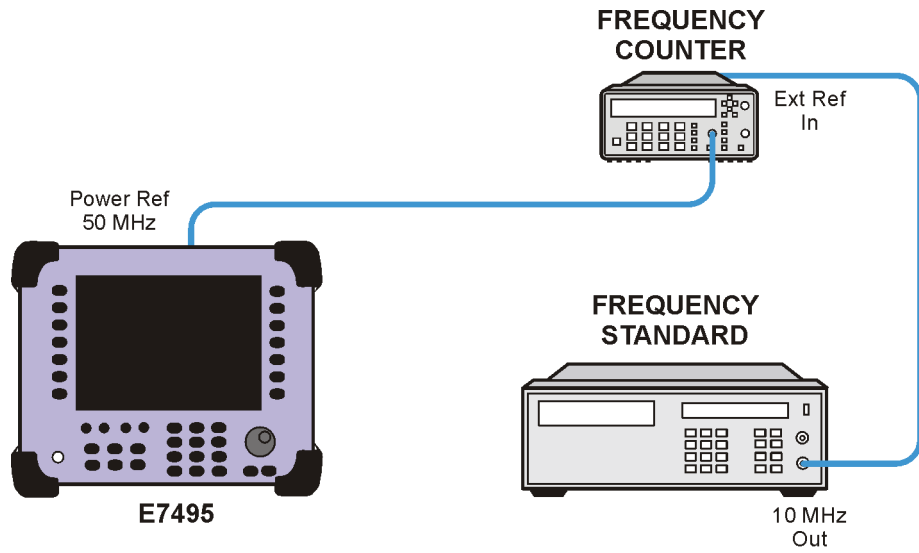 FREQUENCY
COUNTER
Ext Ref
In
Power Ref
50 MHz
FREQUENCY
STANDARD
E7495
10 MHz
Out